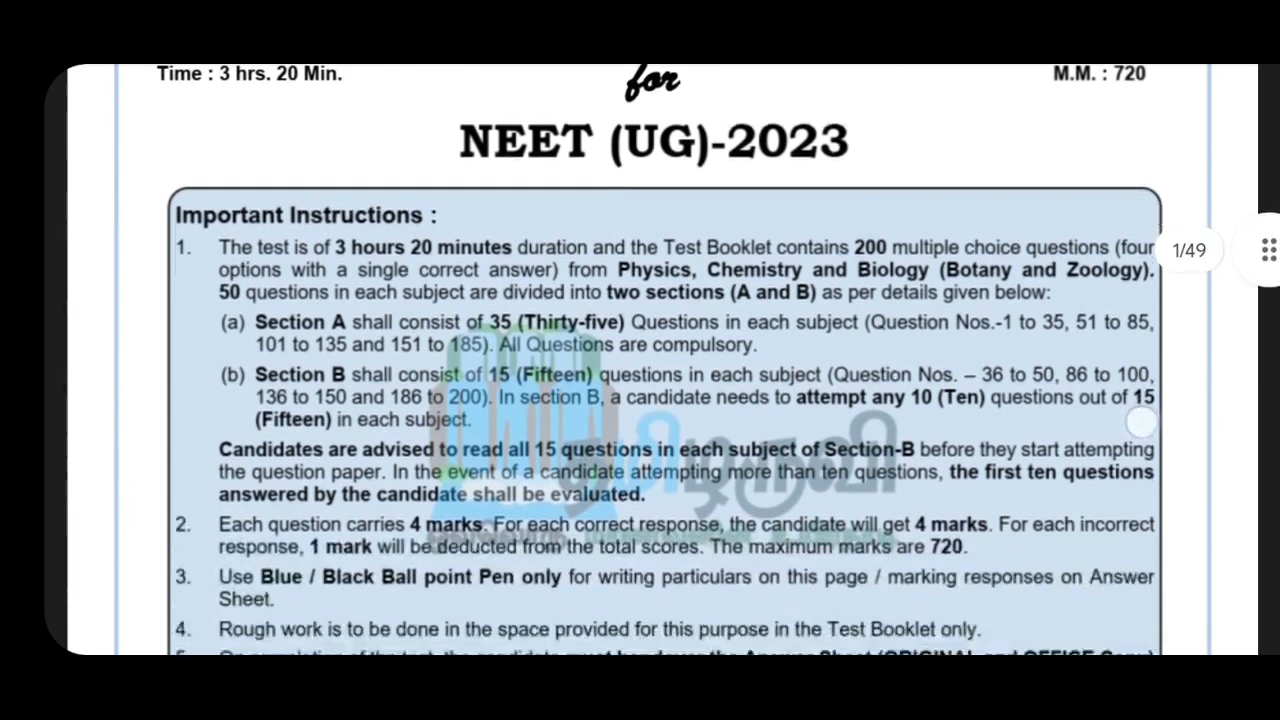 Time : 3 hrs. 20 Min.
for
M.M. : 720
NEET (UG)-2023
Important Instructions :
1. The test is of 3 hours 20 minutes duration and the Test Booklet contains 200 multiple choice questions (four
options with a single correct answer) from Physics, Chemistry and Biology (Botany and Zoology).
50 questions in each subject are divided into two sections (A and B) as per details given below:
(a) Section A shall consist of 35 (Thirty-five) Questions in each subject (Question Nos.-1 to 35, 51 to 85,
101 to 135 and 151 to 185). All Questions are compulsory.
(b) Section B shall consist of 15 (Fifteen) questions in each subject (Question Nos. – 36 to 50, 86 to 100,
136 to 150 and 186 to 200). In section B, a candidate needs to attempt any 10 (Ten) questions out of 15
(Fifteen) in each subject.
Candidates are advised to read all 15 questions in each subject of Section-B before they start attempting
the question paper. In the event of a candidate attempting more than ten questions, the first ten questions
answered by the candidate shall be evaluated.
2. Each question carries 4 marks. For each correct response, the candidate will get 4 marks. For each incorrect
response, 1 mark will be deducted from the total scores. The maximum marks are 720.
3. Use Blue / Black Ball point Pen only for writing particulars on this page / marking responses on Answer
Sheet.
4. Rough work is to be done in the space provided for this purpose in the Test Booklet only.
1/49
தமிழருவி